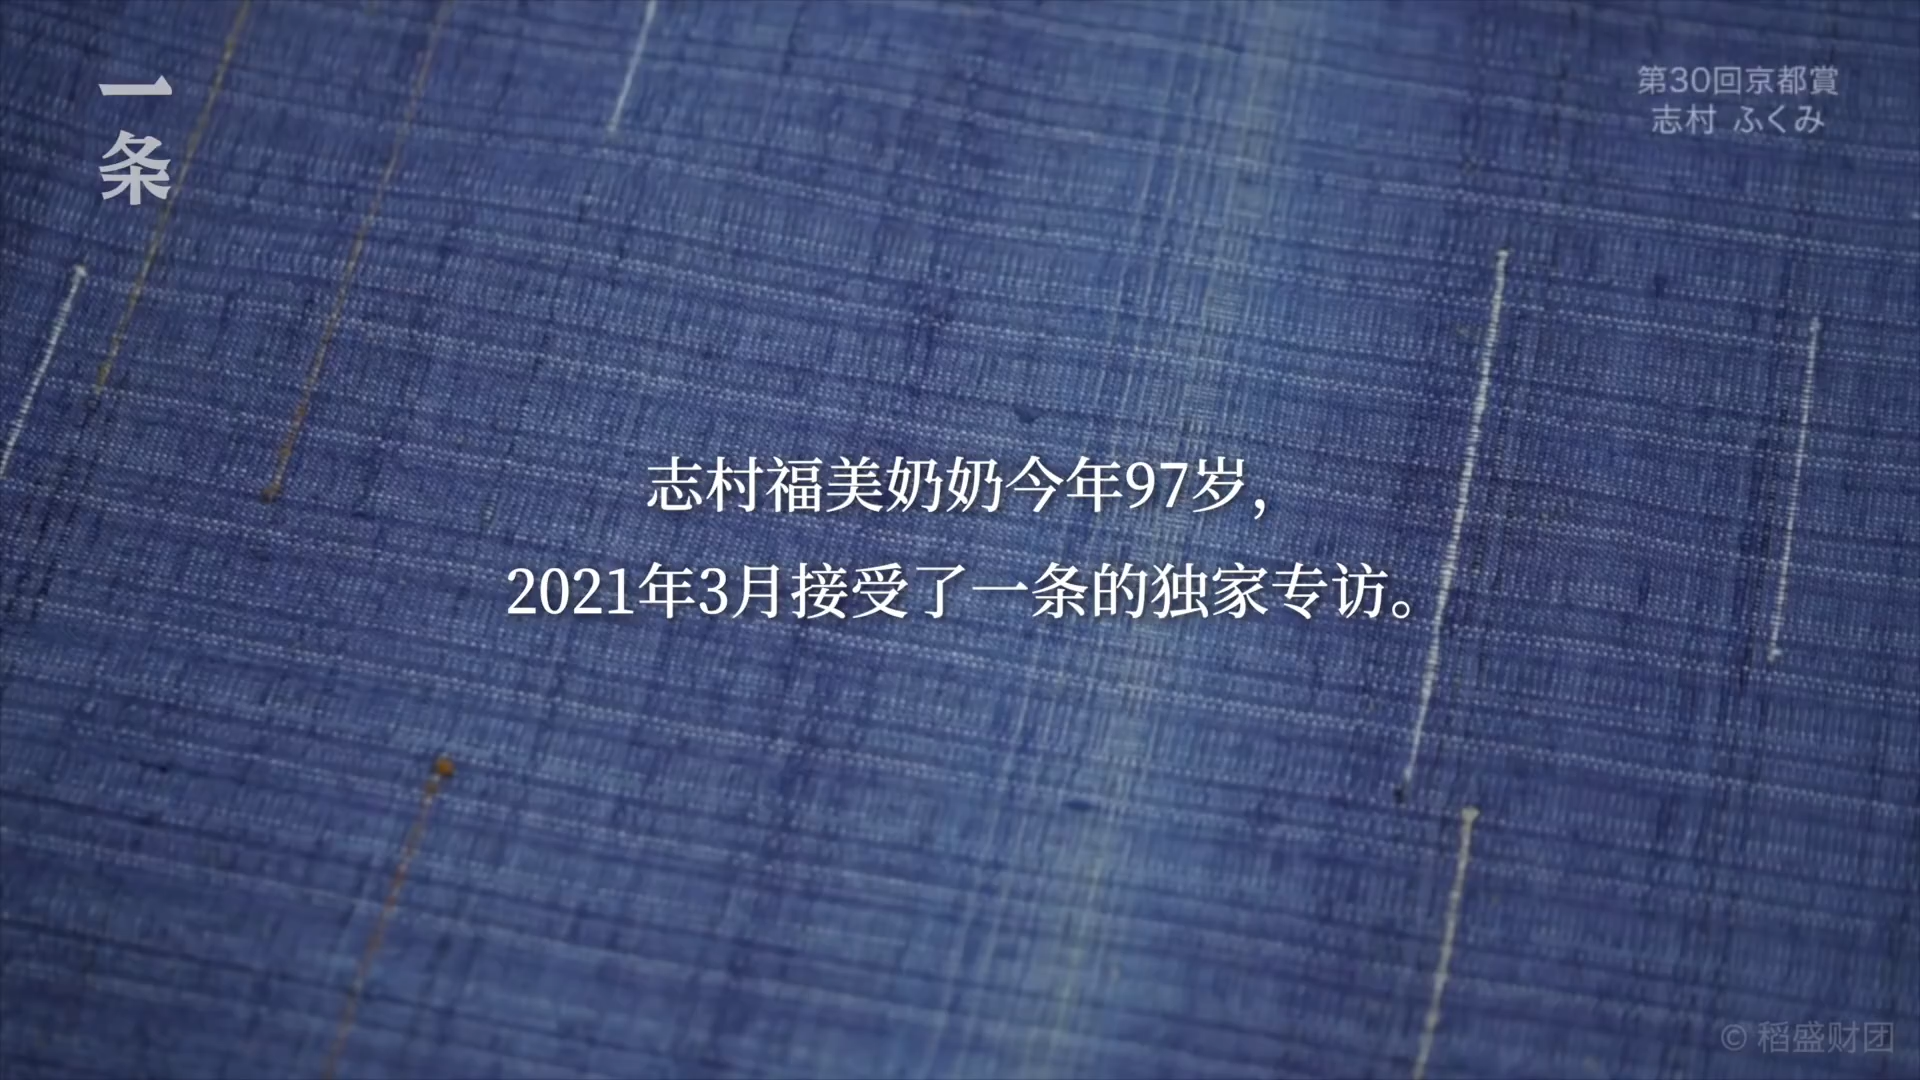 一条
第30回京都賞
志村 ふくみ
志村福美奶奶今年97岁，
2021年3月接受了一条的独家专访。
© 稻盛财团